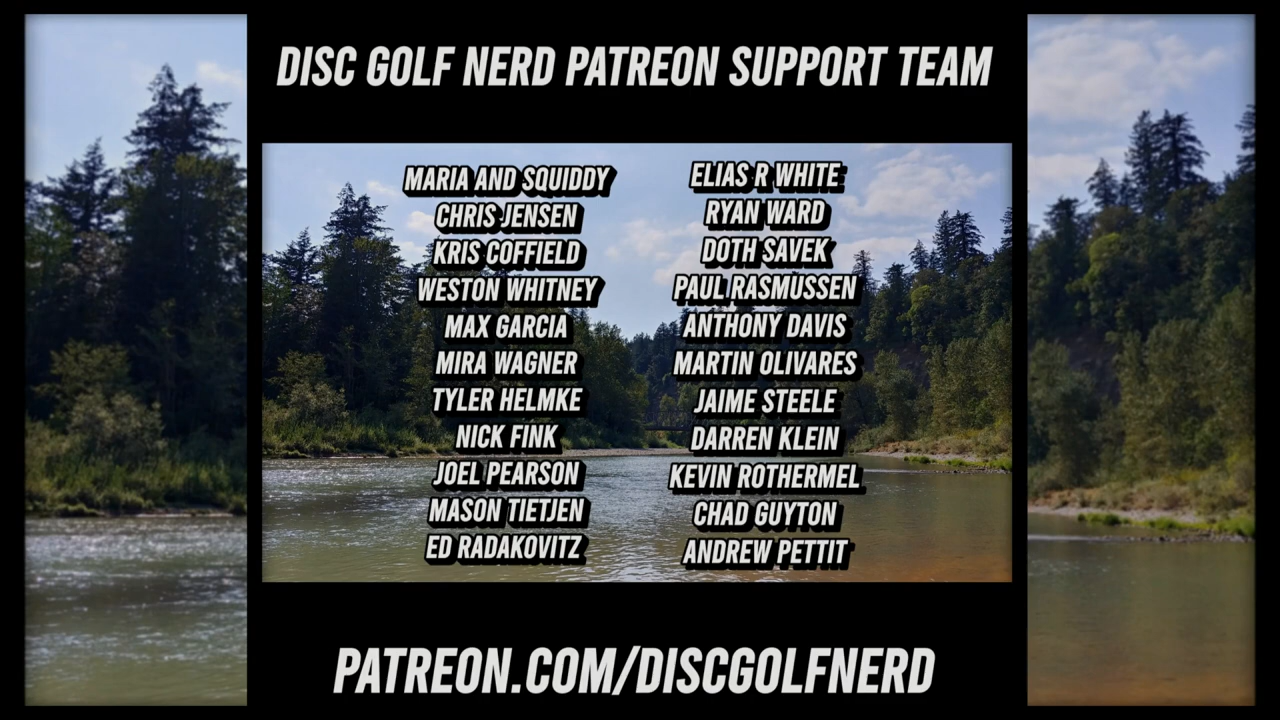 DISC GOLF NERD PATREON SUPPORT TEAM
MARIA AND SQUIDDY
CHRIS JENSEN
KRIS COFFIELD
WESTON WHITNEY
MAX GARCIA
MIRA WAGNER
TYLER HELMKE
NICK FINK
JOEL PEARSON
MASON TIETJEN
ED RADAKOVITZ
ELIAS R WHITE
RYAN WARD
DOTH SAVEK
PAUL RASMUSSEN
ANTHONY DAVIS
MARTIN OLIVARES
JAIME STEELE
DARREN KLEIN
KEVIN ROTHERMEL
CHAD GUYTON
ANDREW PETTIT
PATREON.COM/DISCGOLFNERD